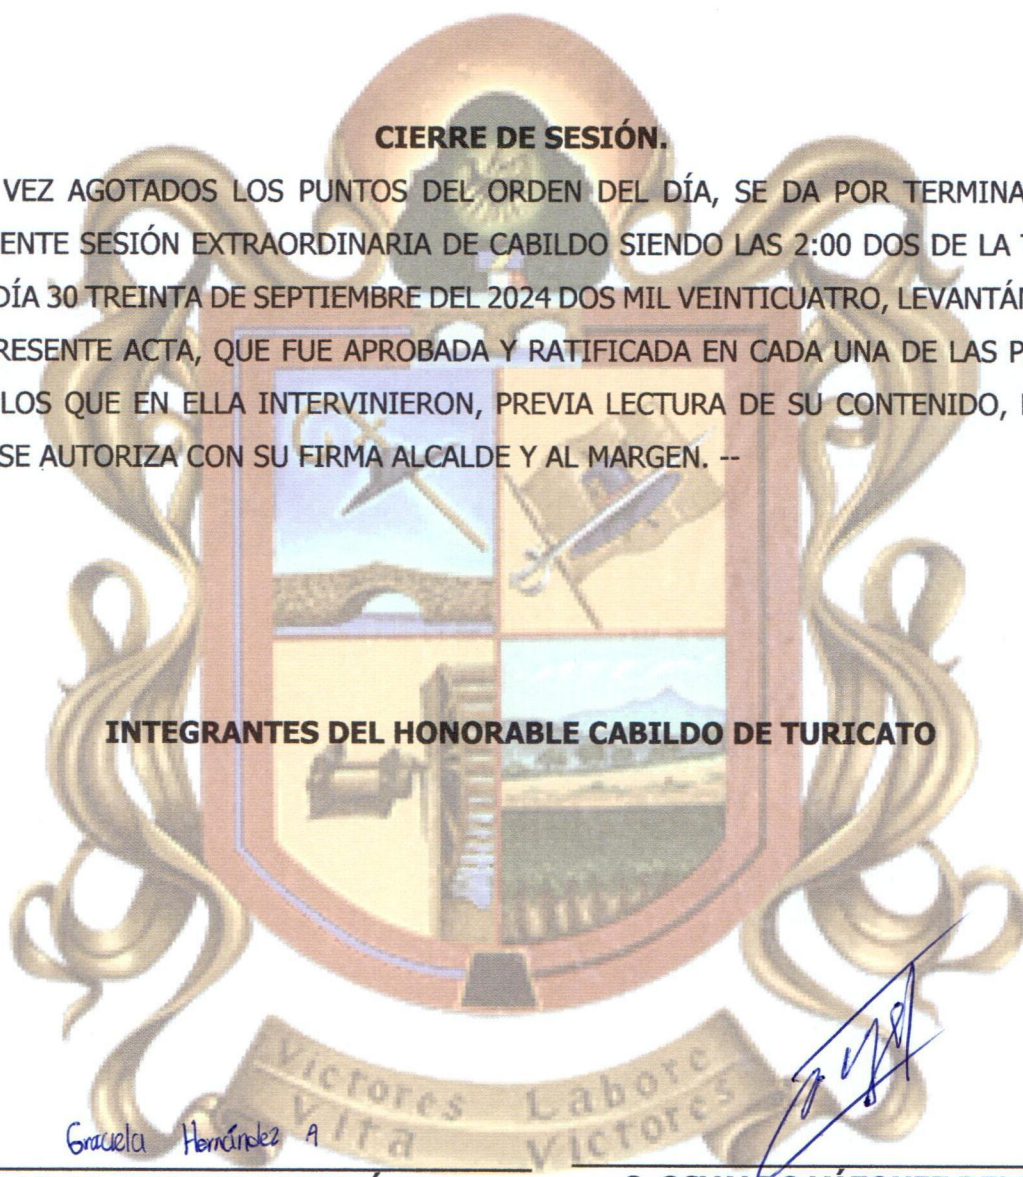 CIERRE DE SESIÓN.
VEZ AGOTADOS LOS PUNTOS DEL ORDEN DEL DÍA, SE DA POR TERMINA
ENTE SESIÓN EXTRAORDINARIA DE CABILDO SIENDO LAS 2:00 DOS DE LA
DÍA 30 TREINTA DE SEPTIEMBRE DEL 2024 DOS MIL VEINTICUATRO, LEVANTÁ
RESENTE ACTA, QUE FUE APROBADA Y RATIFICADA EN CADA UNA DE LAS P
LOS QUE EN ELLA INTERVINIERON, PREVIA LECTURA DE SU CONTENIDO,
SE AUTORIZA CON SU FIRMA ALCALDE Y AL MARGEN. --
INTEGRANTES DEL HONORABLE CABILDO DE TURICATO
Victores Labore
Vita Victores
Graciela Hernández A